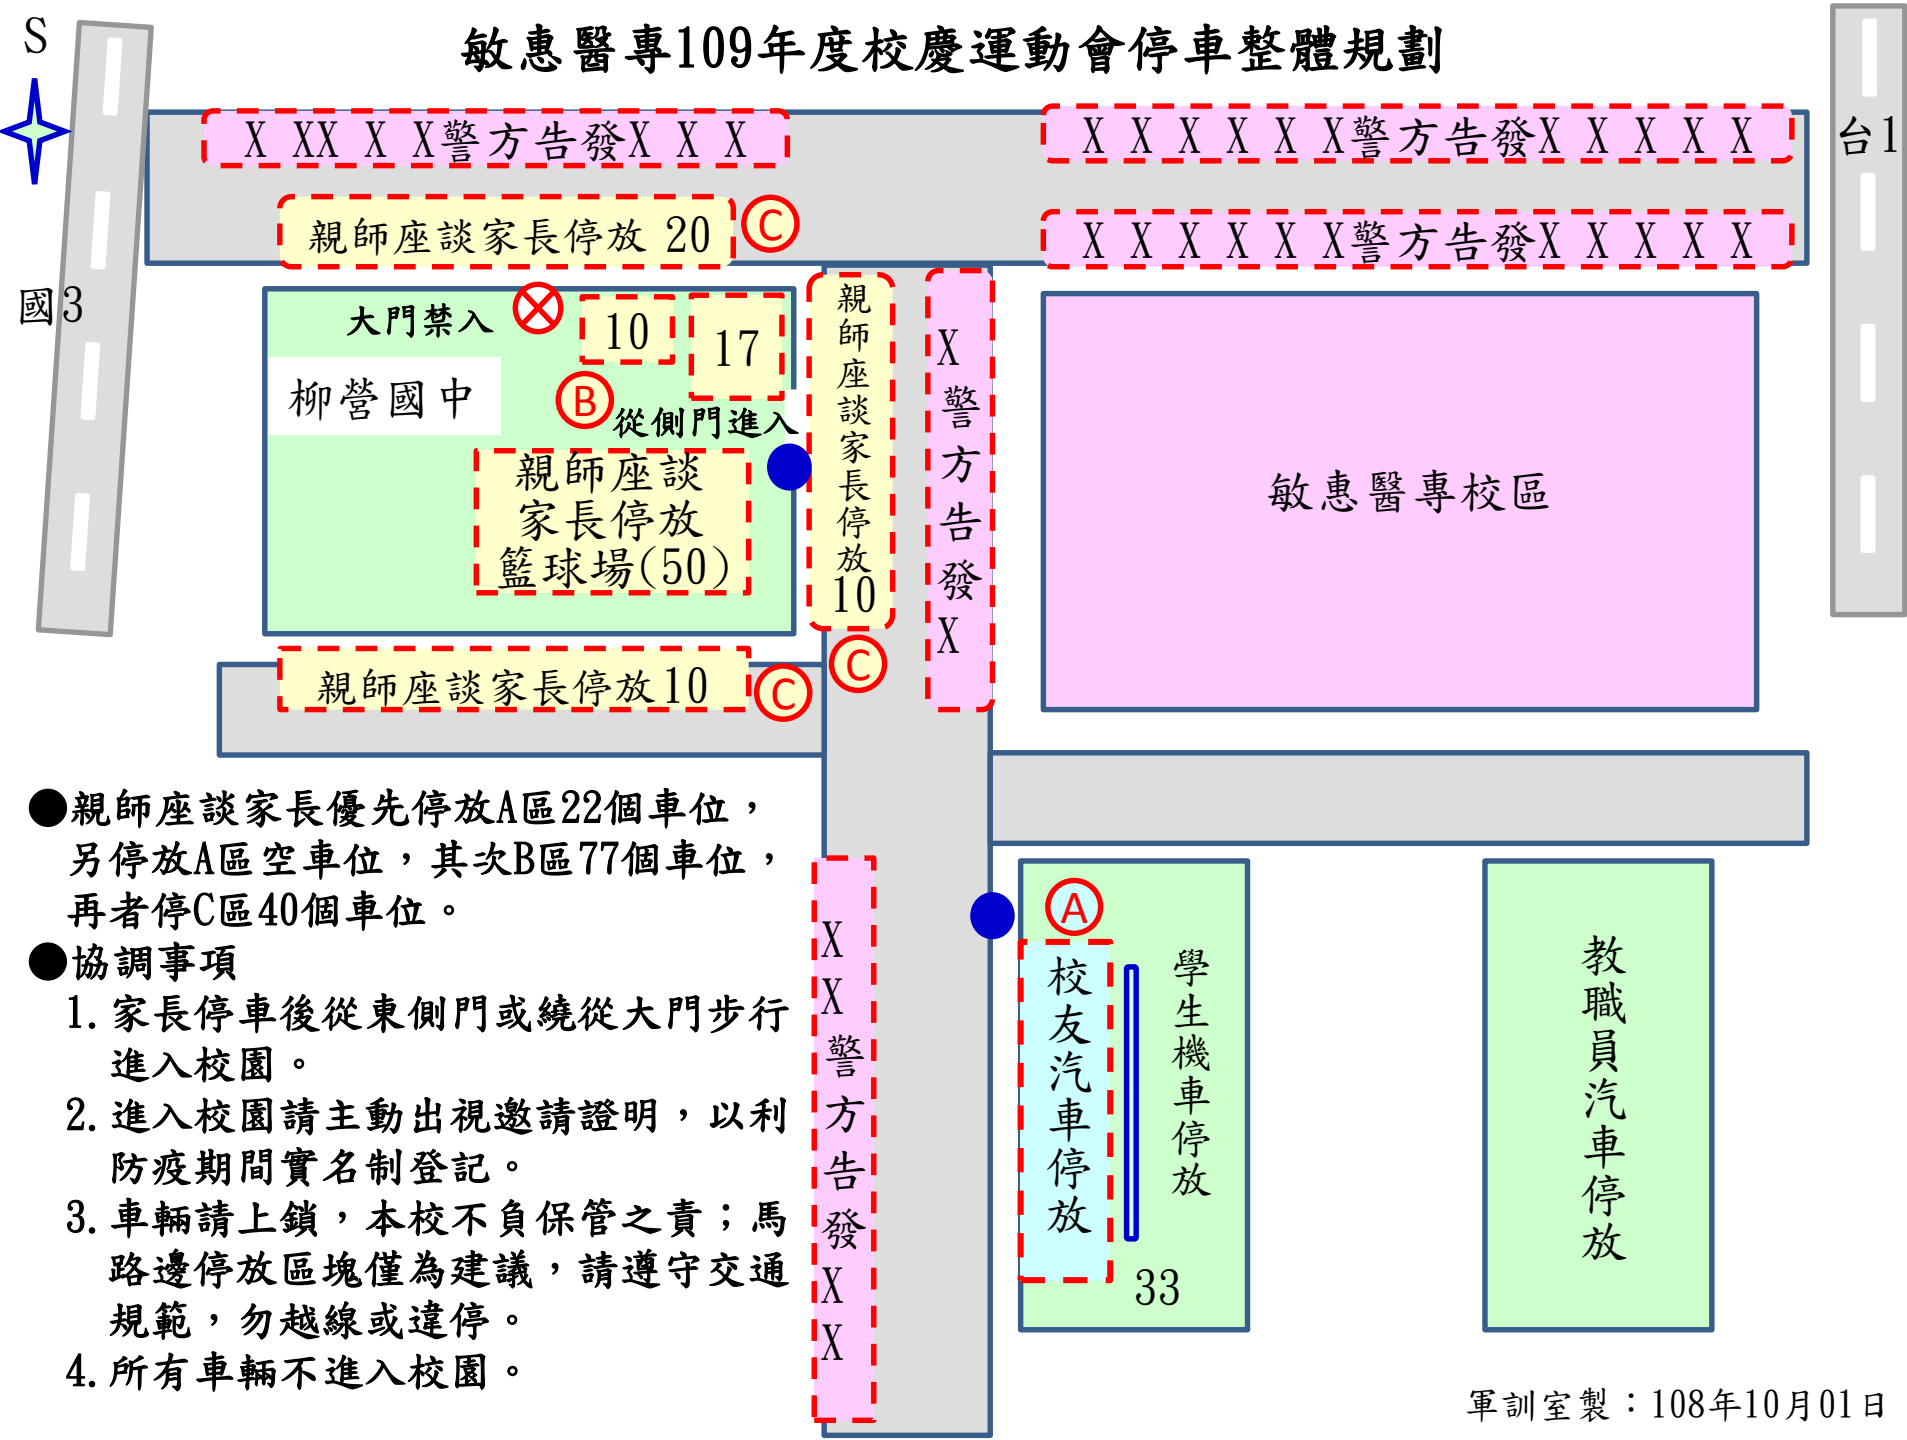 敏惠醫專109年度校慶運動會停車整體規劃
S
國3
台1
X XX X X警方告發X X X
X X X X X X警方告發X X X X X
親師座談家長停放 20
C
X X X X X X警方告發X X X X X
大門禁入
10
17
柳營國中
B
從側門進入
親師座談
家長停放
籃球場(50)
親師座談家長停放10
C
X警方告發X
敏惠醫專校區
親師座談家長停放10
C
●親師座談家長優先停放A區22個車位，
另停放A區空車位，其次B區77個車位，
再者停C區40個車位。
●協調事項
1.家長停車後從東側門或繞從大門步行
進入校園。
2.進入校園請主動出視邀請證明，以利
防疫期間實名制登記。
3.車輛請上鎖，本校不負保管之責；馬
路邊停放區塊僅為建議，請遵守交通
規範，勿越線或違停。
4.所有車輛不進入校園。
XX警方告發XX
A
校友汽車停放
學生機車停放
33
教職員汽車停放
軍訓室製：108年10月01日